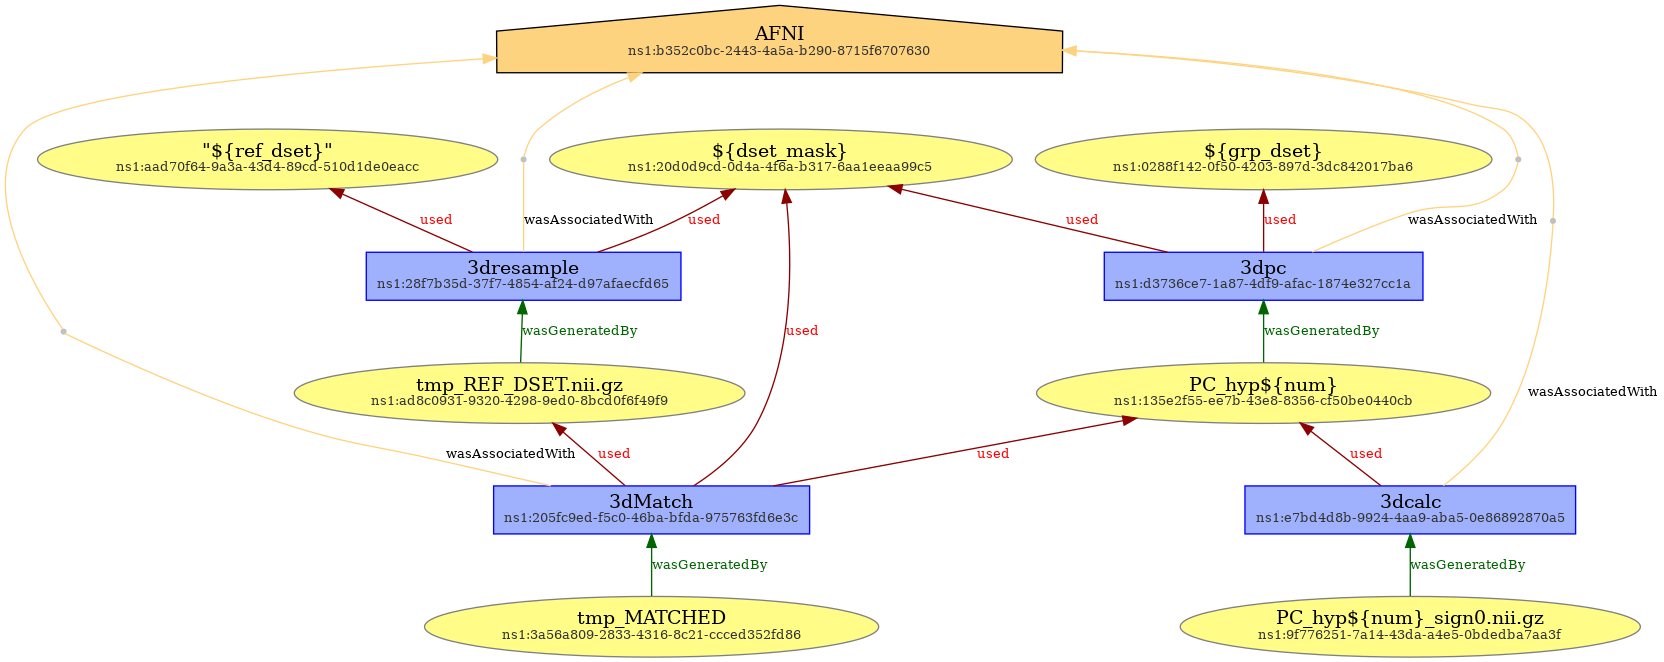 AFNI
ns1:b352c0bc-2443-4a5a-b290-8715f6707630
"${ref_dset}"
ns1:aad70f64-9a3a-43d4-89cd-510d1de0eacc
${dset_mask}
ns1:20d0d9cd-0d4a-4f6a-b317-6aa1eeaa99c5
${grp_dset}
ns1:0288f142-0f50-4203-897d-3dc842017ba6
used
wasAssociatedWith
used
used
used
wasAssociatedWith
3dresample
ns1:28f7b35d-37f7-4854-af24-d97afaecfd65
3dpc
ns1:d3736ce7-1a87-4df9-afac-1874e327cc1a
wasGeneratedBy
used
wasGeneratedBy
tmp_REF_DSET.nii.gz
ns1:ad8c0931-9320-4298-9ed0-8bcd0f6f49f9
PC_hyp${num}
ns1:135e2f55-ee7b-43e8-8356-cf50be0440cb
wasAssociatedWith
wasAssociatedWith
used
used
used
3dMatch
ns1:205fc9ed-f5c0-46ba-bfda-975763fd6e3c
3dcalc
ns1:e7bd4d8b-9924-4aa9-aba5-0e86892870a5
wasGeneratedBy
wasGeneratedBy
tmp_MATCHED
ns1:3a56a809-2833-4316-8c21-ccced352fd86
PC_hyp${num}_sign0.nii.gz
ns1:9f776251-7a14-43da-a4e5-0bdedba7aa3f